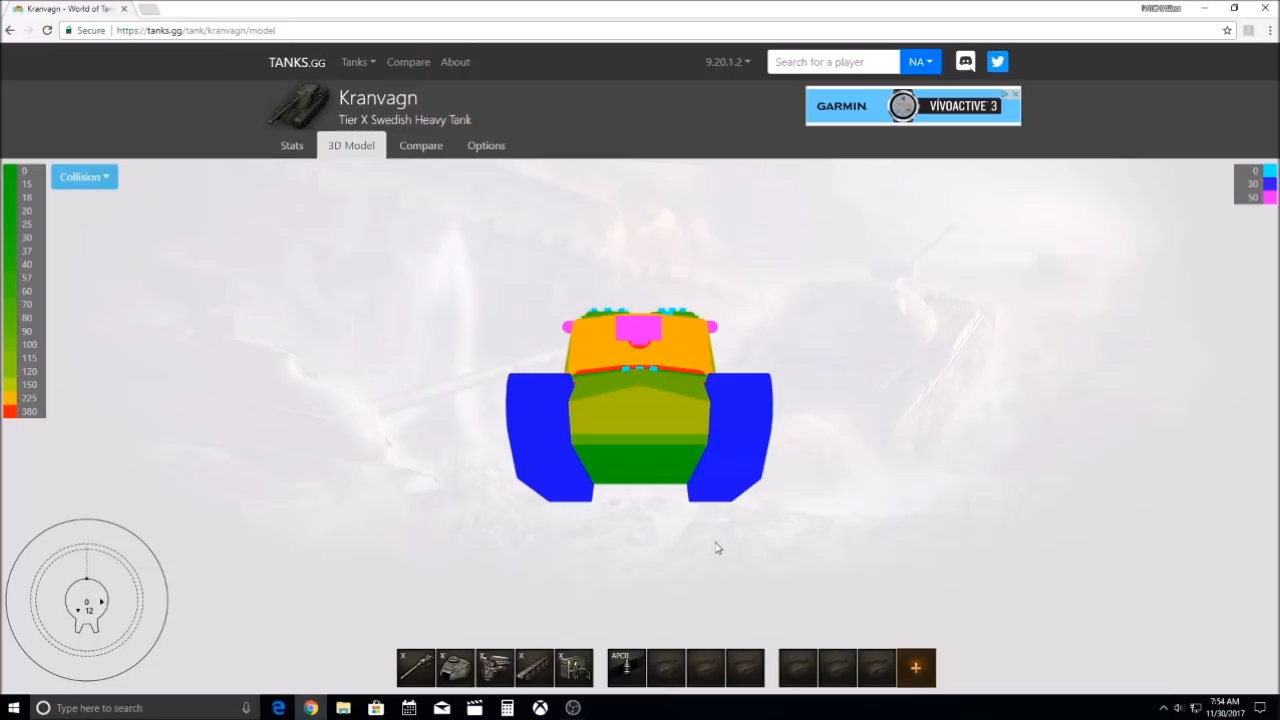 Kranvagn - World of Tan
Secure
https://tanks.gg/tank/kranvagn/model
TANKS.GG
Tanks
Compare
About
9.20.1.2
Search for a player
NA
Kranvagn
Tier X Swedish Heavy Tank
GARMIN.
VÍVOACTIVE 3
Stats
3D Model
Compare
Options
Collision
0
15
18
20
25
30
37
40
57
60
70
80
90
100
115
120
150
225
380
0
30
50
0
12
X
X
X
X
X
APCR
+
Type here to search
7:54 AM
11/30/2017